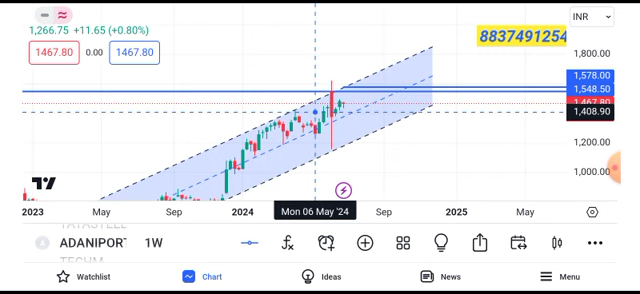 1,266.75 +11.65 (+0.80%)
INR
8837491254
1467.80 0.00 1467.80
1,800.00
1,578.00
1,548.50
1,467.80
1,408.90
1,200.00
1,000.00
2023 May Sep 2024 Mon 06 May '24 Sep 2025 May
TATASTEEL
ADANIPORT 1W
TECHM
Watchlist Chart Ideas News Menu